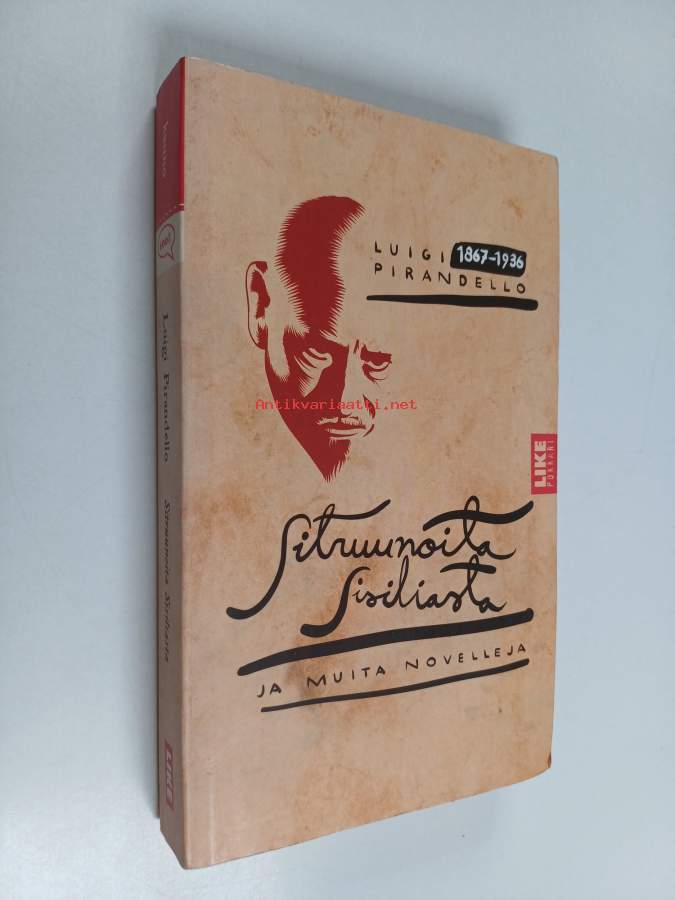 LUIGI 1867-1936
PIRANDELLO
Antikvariaatti.net
LIKE
POKKARI
Sitruunoita
Sisiliasta
JA MUITA NOVELLEJA
Luigi Pirandello
Sitruunoita Sisiliasta
LIKE